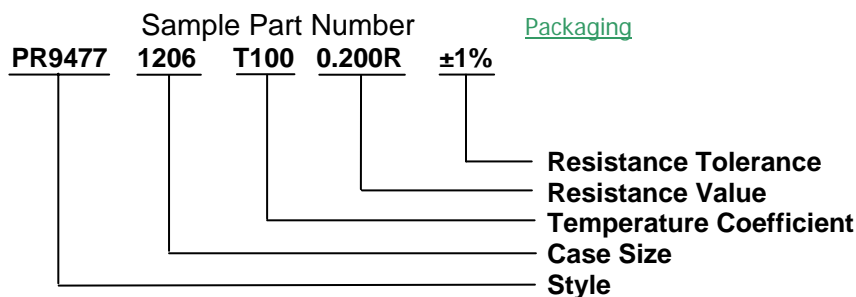 Sample Part Number Packaging
PR9477 1206 T100 0.200R ±1%
Resistance Tolerance
Resistance Value
Temperature Coefficient
Case Size
Style